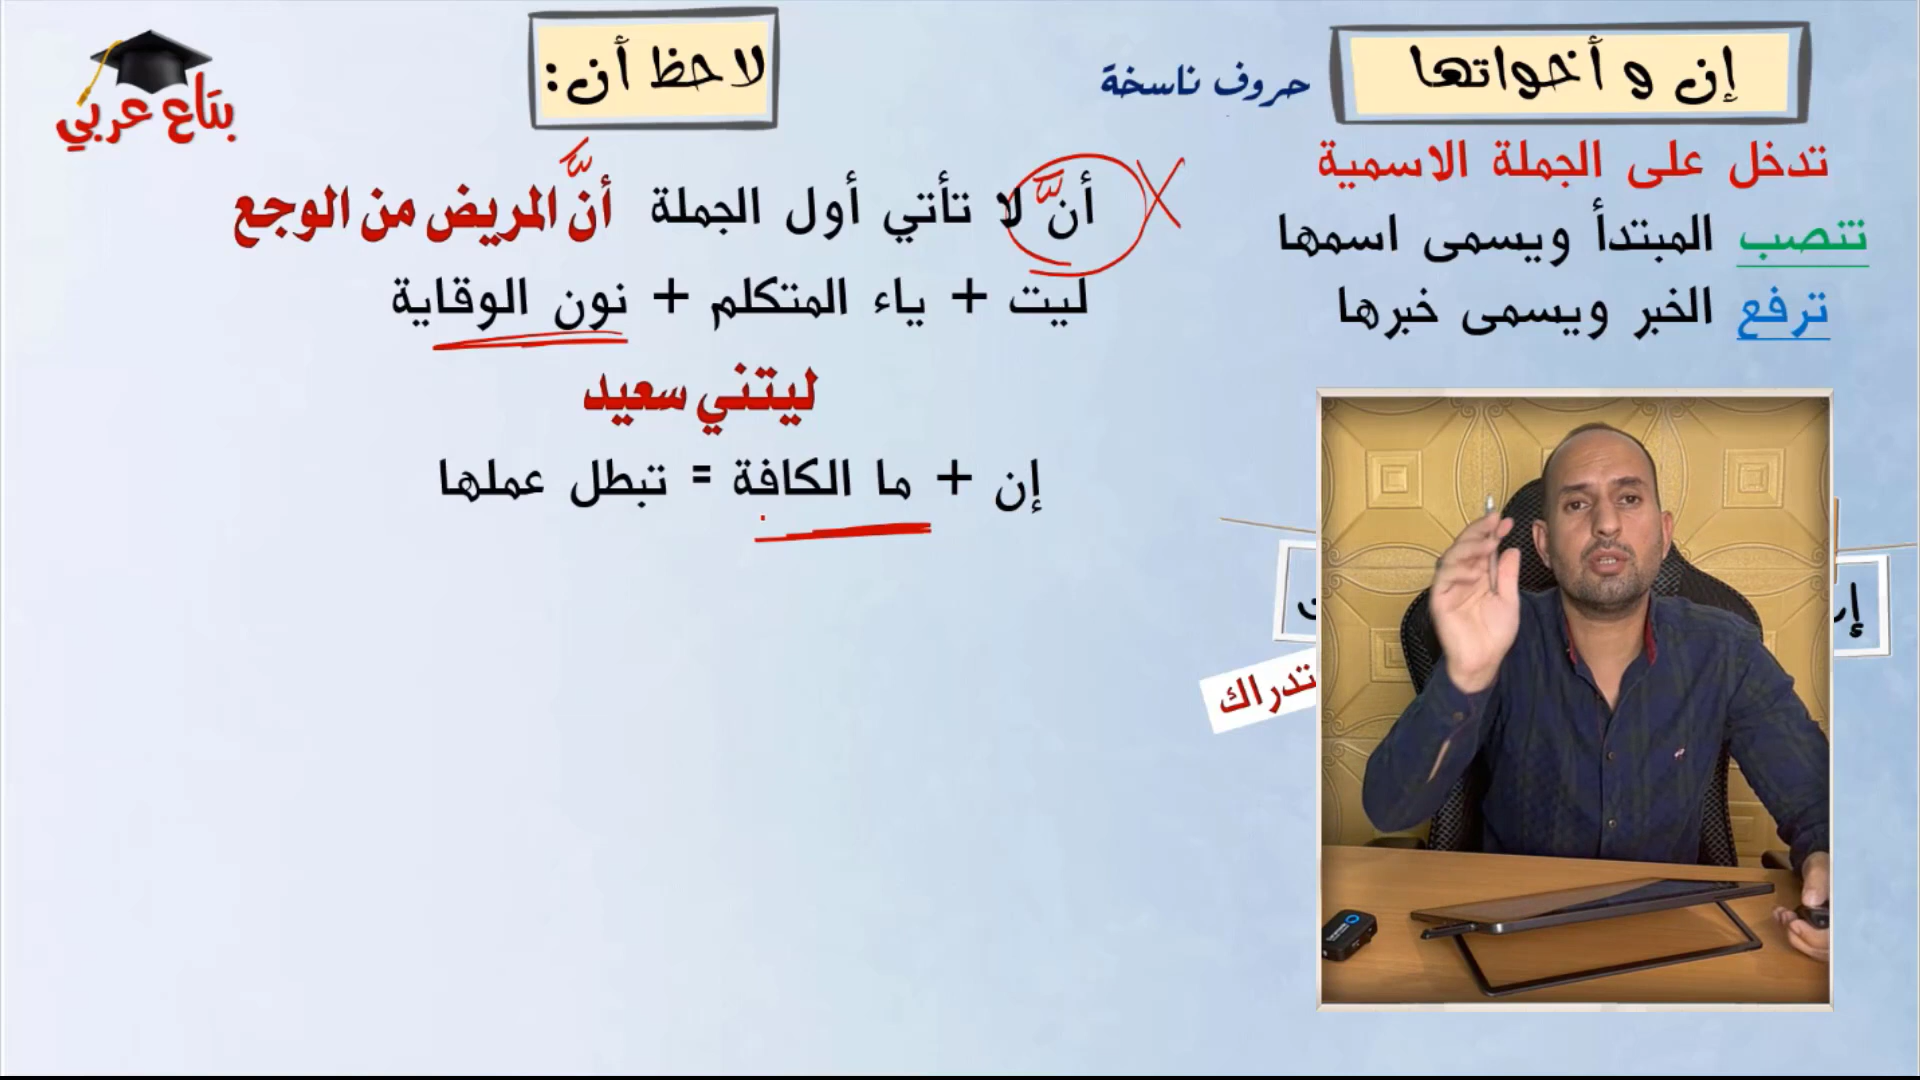 إن و أخواتها
حروف ناسخة
تدخل على الجملة الاسمية
تنصب المبتدأ ويسمى اسمها
ترفع الخبر ويسمى خبرها
لاحظ أن:
بتاع عربي
أنَّ لا تأتي أول الجملة أنَّ المريض من الوجع
ليت + ياء المتكلم + نون الوقاية
ليتني سعيد
إن + ما الكافة = تبطل عملها